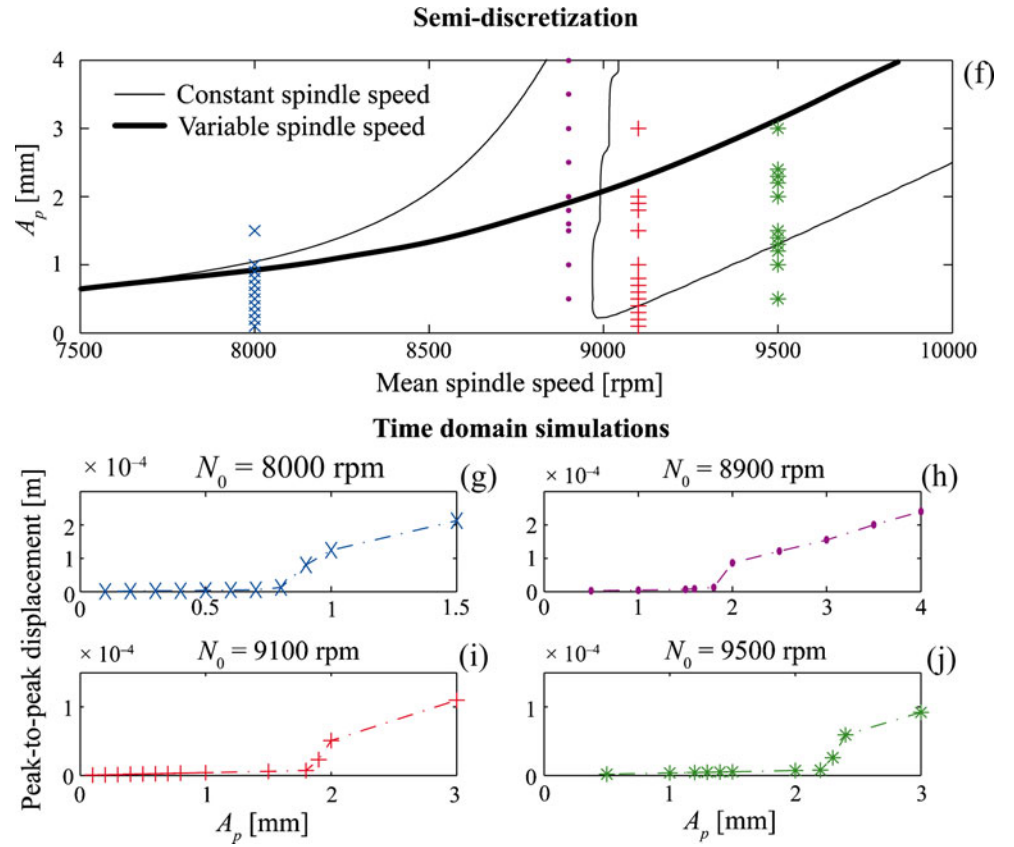 Semi-discretization
(f)
4
3
2
1
0
A_p [mm]
Constant spindle speed
Variable spindle speed
7500 8000 8500 9000 9500 10000
Mean spindle speed [rpm]
Time domain simulations
Peak-to-peak displacement [m]
× 10⁻⁴ N₀ = 8000 rpm (g)
2
1
0
0 0.5 1 1.5
× 10⁻⁴ N₀ = 8900 rpm (h)
2
1
0
0 1 2 3 4
× 10⁻⁴ N₀ = 9100 rpm (i)
1
0
0 1 2 3
A_p [mm]
× 10⁻⁴ N₀ = 9500 rpm (j)
1
0
0 1 2 3
A_p [mm]